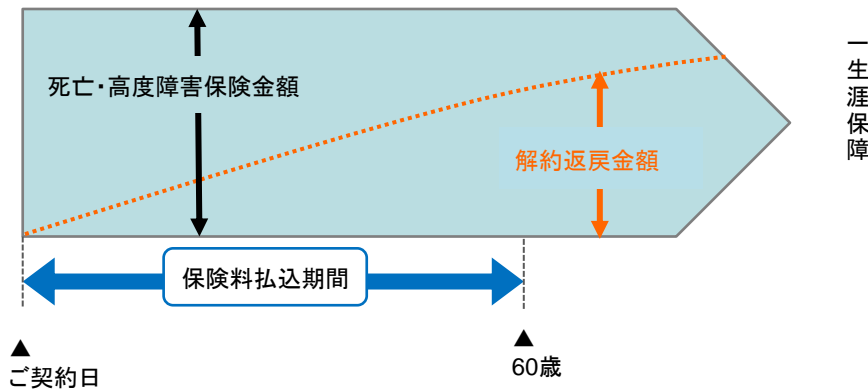 死亡・高度障害保険金額
解約返戻金額
一生涯保障
保険料払込期間
▲
ご契約日
▲
60歳